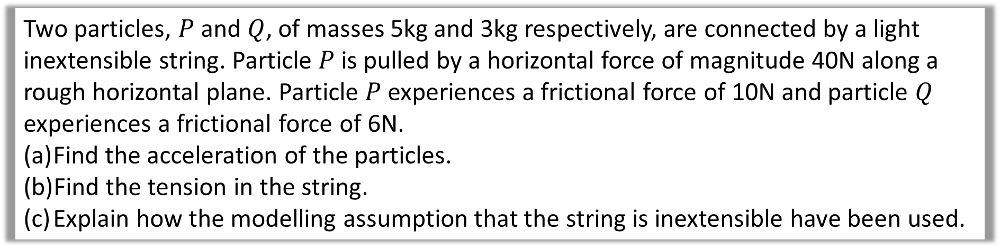 Two particles, P and Q, of masses 5kg and 3kg respectively, are connected by a light
inextensible string. Particle P is pulled by a horizontal force of magnitude 40N along a
rough horizontal plane. Particle P experiences a frictional force of 10N and particle Q
experiences a frictional force of 6N.
(a)Find the acceleration of the particles.
(b)Find the tension in the string.
(c)Explain how the modelling assumption that the string is inextensible have been used.